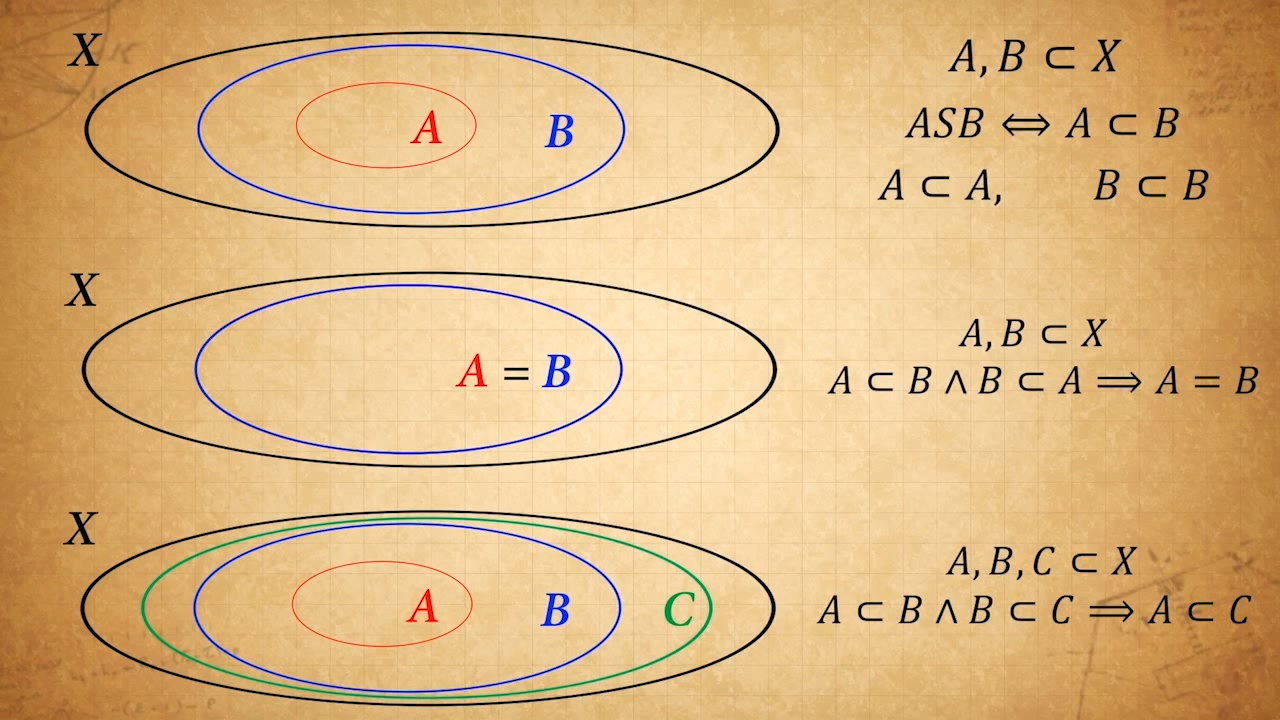 X
A B
A, B ⊂ X
ASB ⟺ A ⊂ B
A ⊂ A, B ⊂ B
X
A = B
A, B ⊂ X
A ⊂ B ∧ B ⊂ A ⟹ A = B
X
A B C
A, B, C ⊂ X
A ⊂ B ∧ B ⊂ C ⟹ A ⊂ C